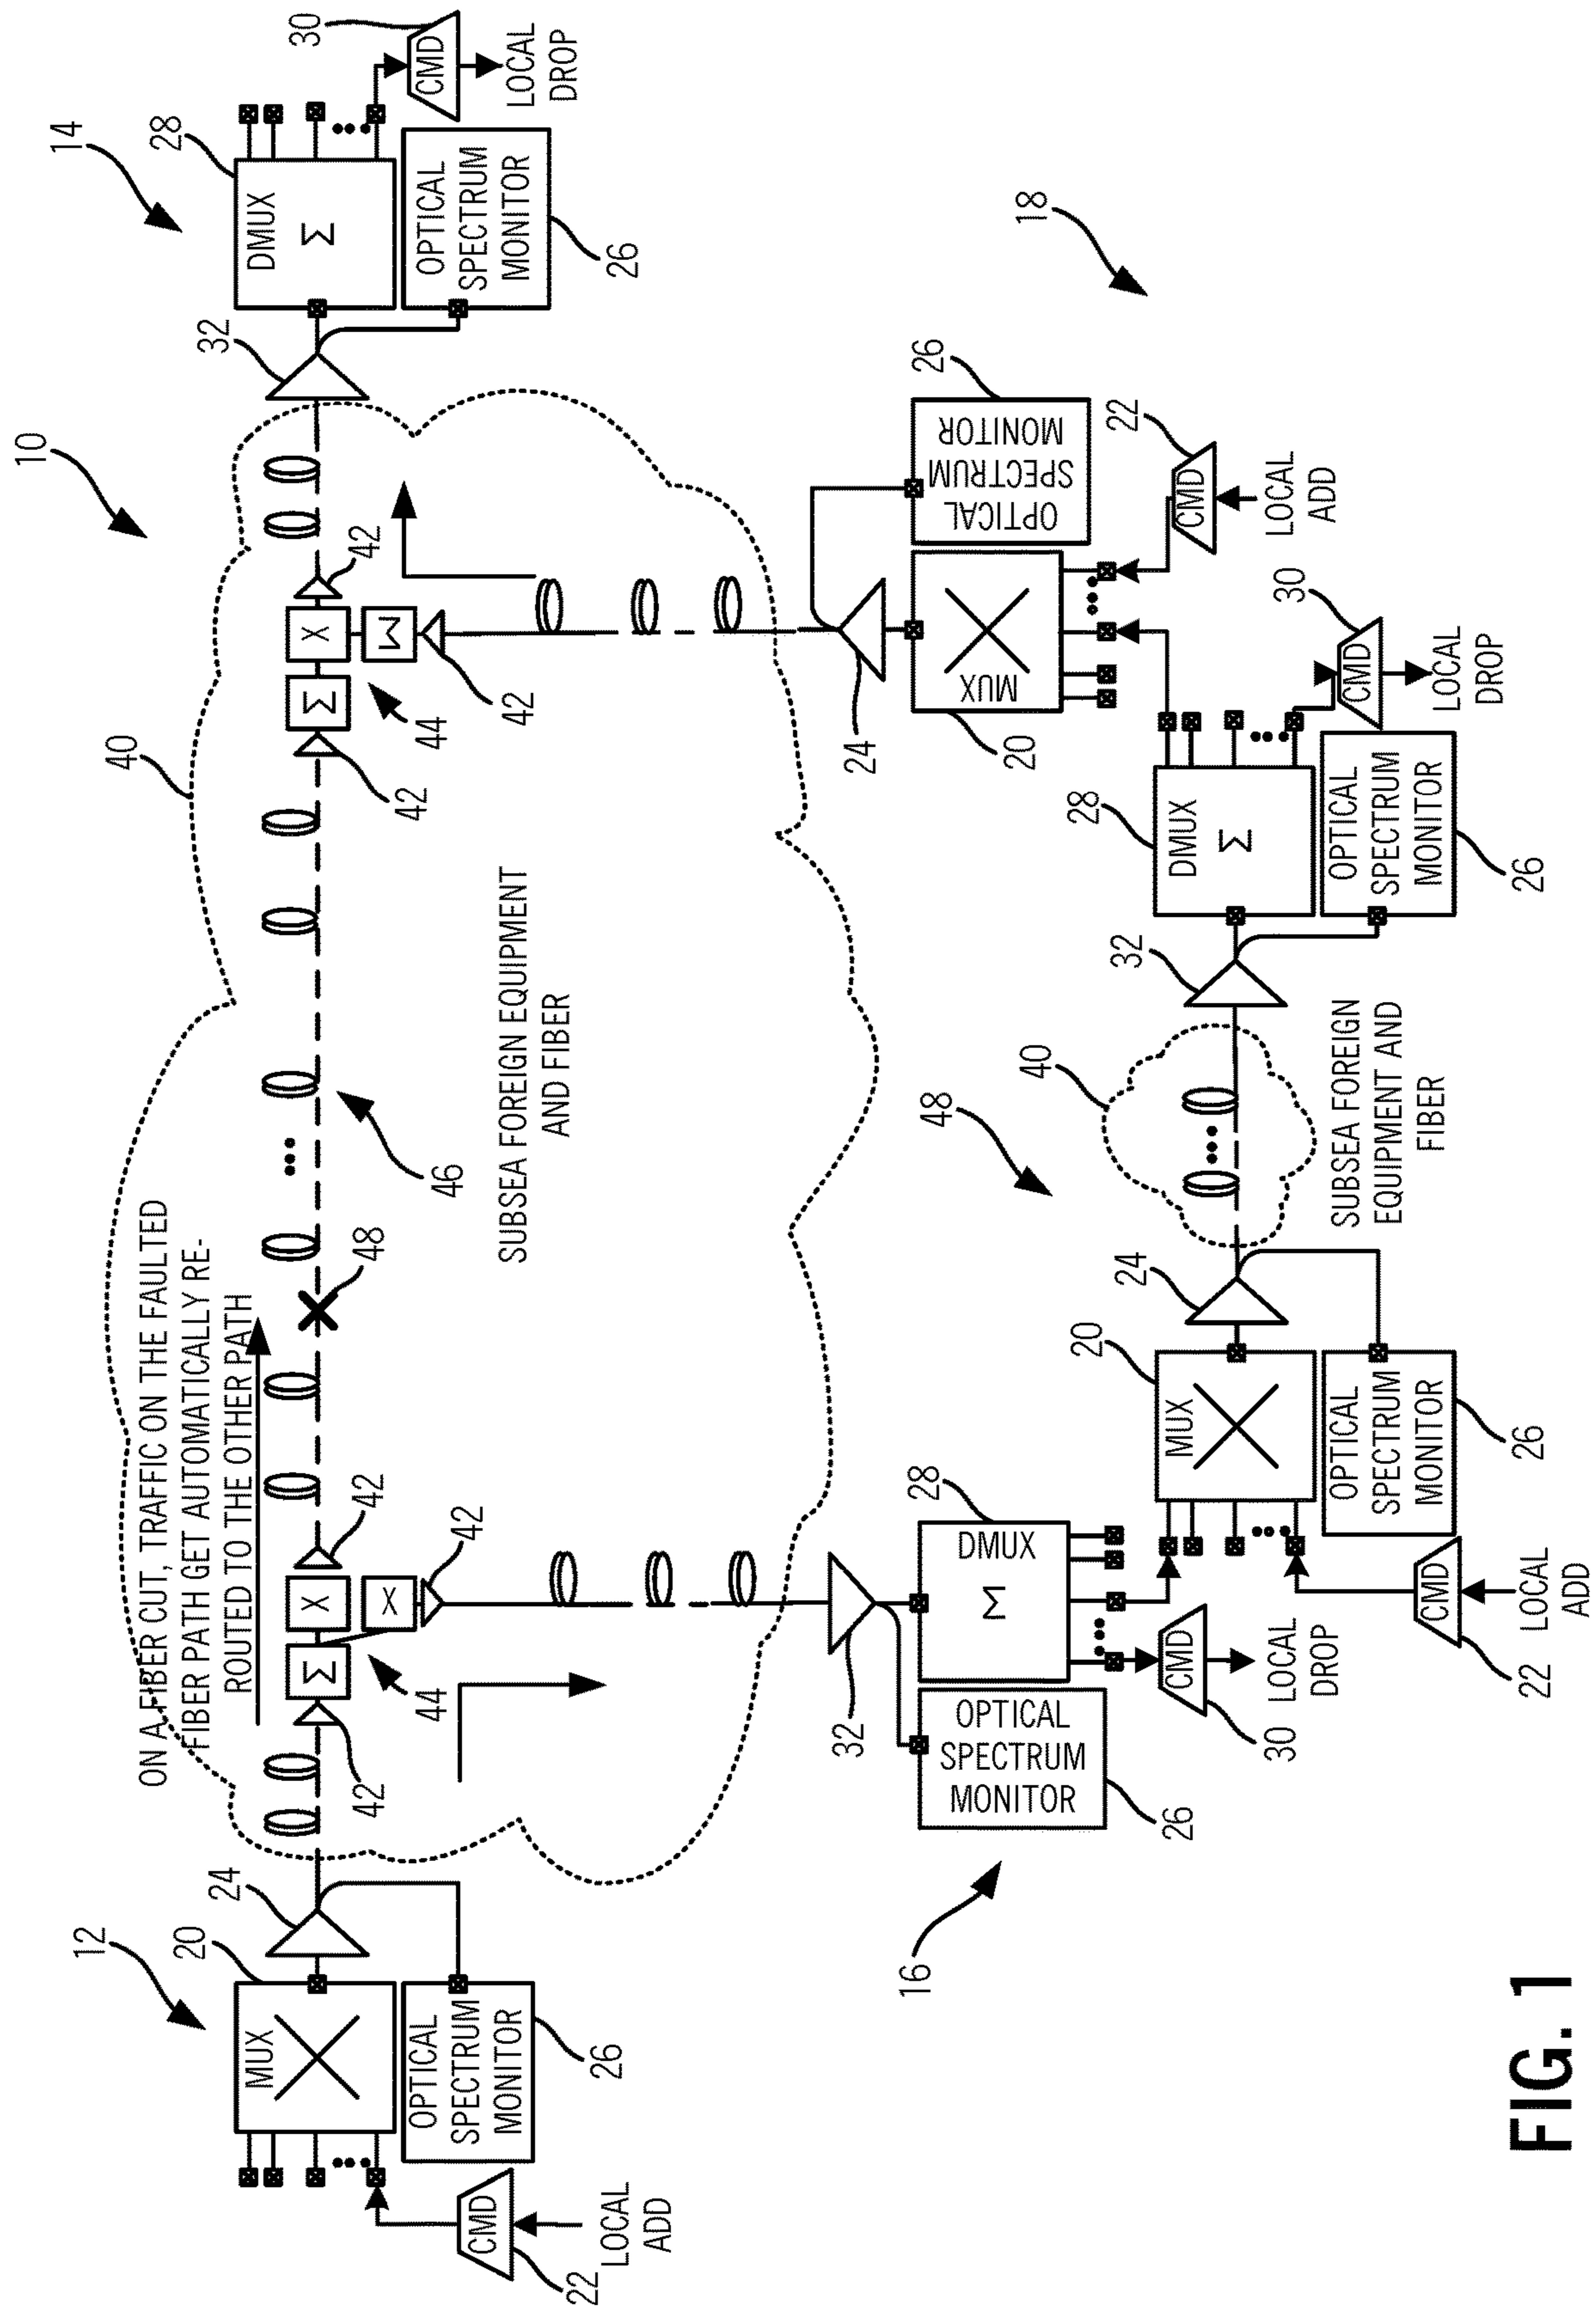 10
12
14
ON A FIBER CUT, TRAFFIC ON THE FAULTED
FIBER PATH GET AUTOMATICALLY RE-
ROUTED TO THE OTHER PATH
40
20
MUX
24
26
OPTICAL
SPECTRUM
MONITOR
22
CMD
LOCAL
ADD
42
Σ
X
X
44
42
42
48
46
SUBSEA FOREIGN EQUIPMENT
AND FIBER
42
Σ
X
Σ
44
42
42
32
28
DMUX
Σ
OPTICAL
SPECTRUM
MONITOR
26
30
CMD
LOCAL
DROP
16
32
OPTICAL
SPECTRUM
MONITOR
26
28
DMUX
Σ
CMD
30
LOCAL
DROP
20
MUX
24
OPTICAL
SPECTRUM
MONITOR
26
CMD
22
LOCAL
ADD
48
40
SUBSEA FOREIGN
EQUIPMENT AND
FIBER
32
28
DMUX
Σ
OPTICAL
SPECTRUM
MONITOR
26
30
CMD
LOCAL
DROP
18
24
20
MUX
OPTICAL
SPECTRUM
MONITOR
26
22
CMD
LOCAL
ADD
FIG. 1